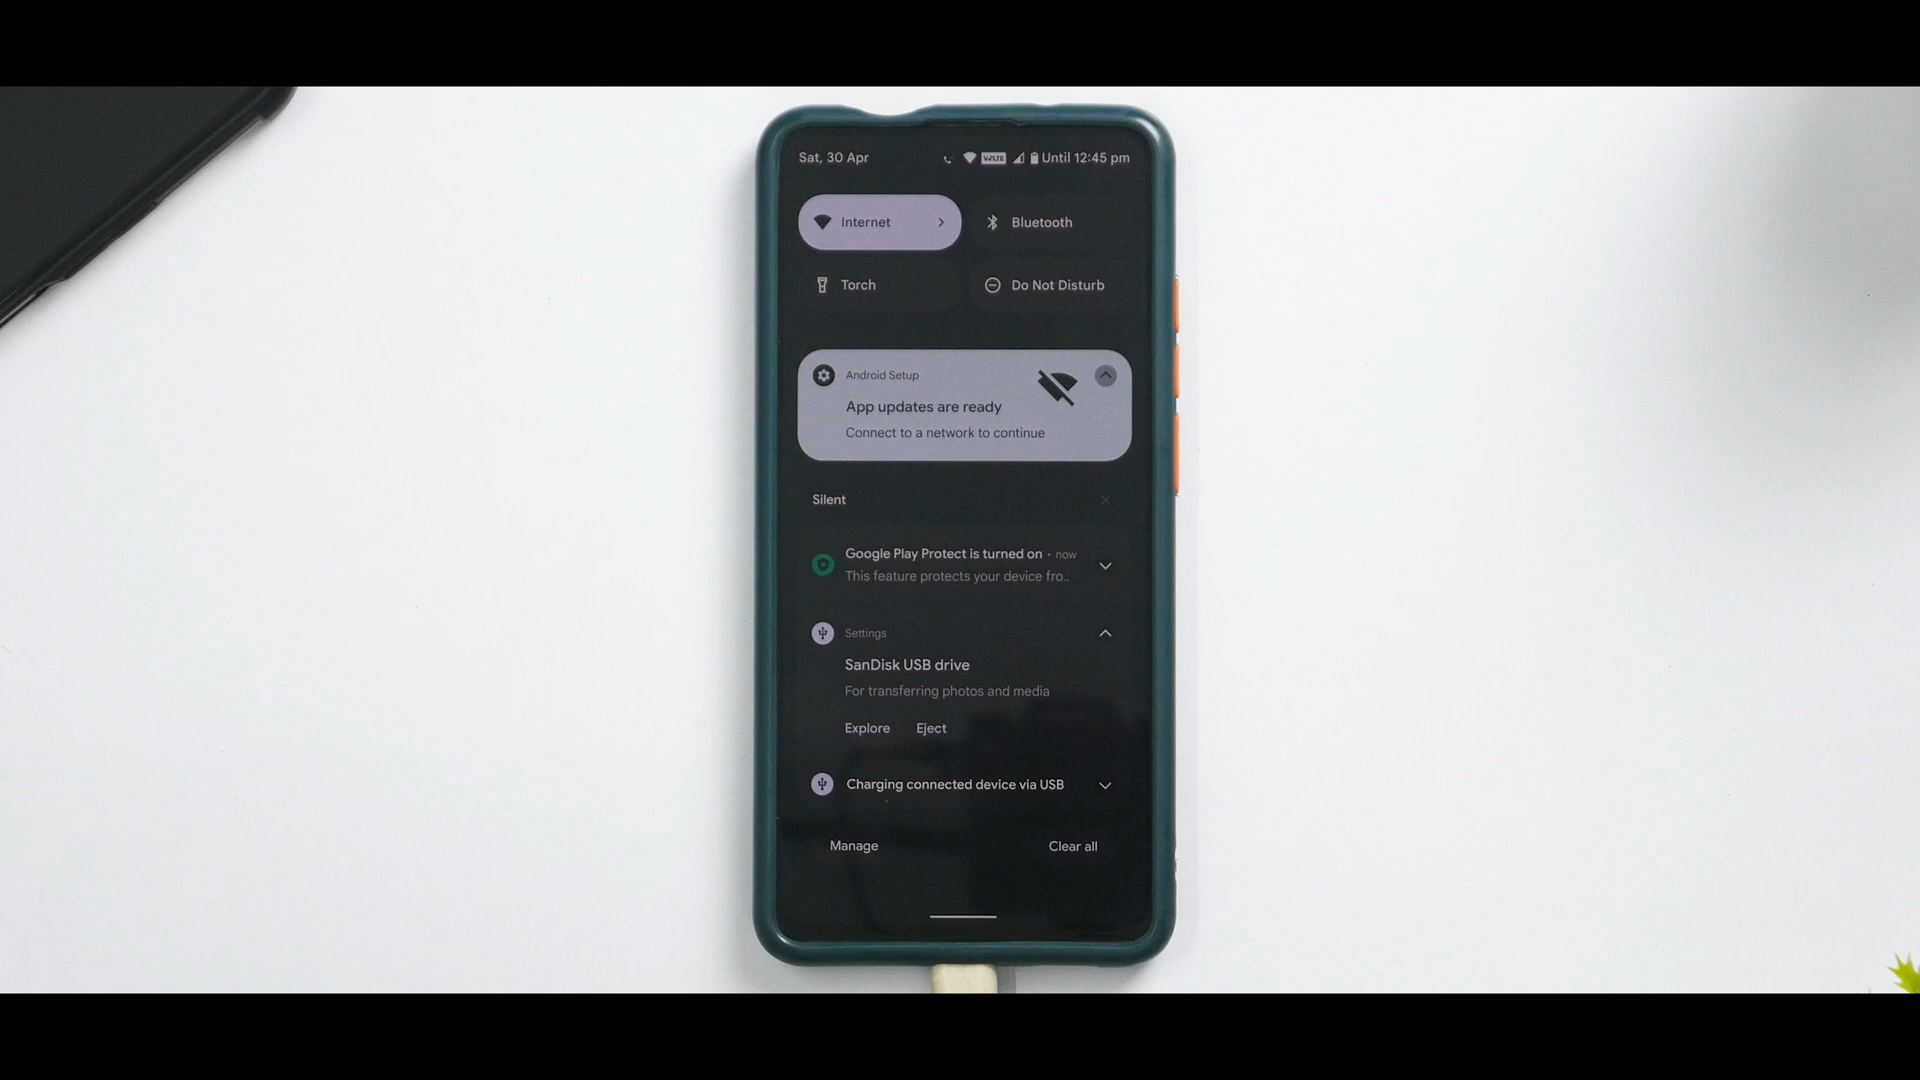 Sat, 30 Apr
VoLTE
Until 12:45 pm
Internet
Bluetooth
Torch
Do Not Disturb
Android Setup
App updates are ready
Connect to a network to continue
Silent
Google Play Protect is turned on • now
This feature protects your device fro..
Settings
SanDisk USB drive
For transferring photos and media
Explore
Eject
Charging connected device via USB
Manage
Clear all